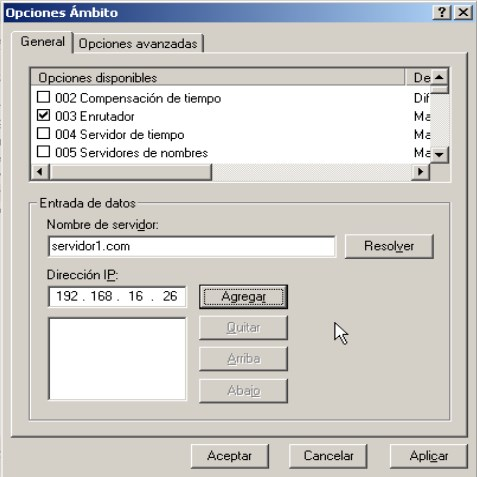 Opciones Ámbito
General Opciones avanzadas
Opciones disponibles De
002 Compensación de tiempo Dif
003 Enrutador Ma
004 Servidor de tiempo Ma
005 Servidores de nombres Ma
Entrada de datos
Nombre de servidor:
servidor1.com Resolver
Dirección IP:
192 . 168 . 16 . 26 Agregar
Quitar
Arriba
Abajo
Aceptar Cancelar Aplicar